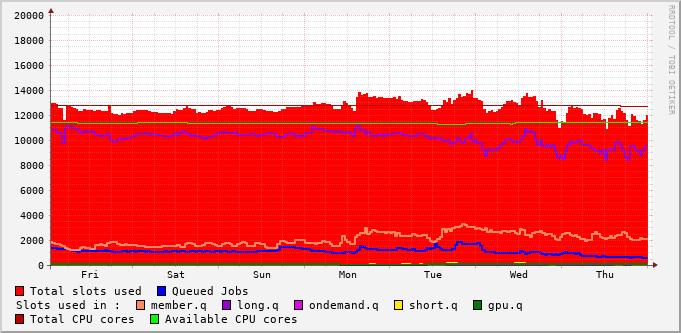 20000
18000
16000
14000
12000
10000
8000
6000
4000
2000
0
Fri Sat Sun Mon Tue Wed Thu
RRDTOOL / TOBI OETIKER
Total slots used Queued Jobs
Slots used in : member.q long.q ondemand.q short.q gpu.q
Total CPU cores Available CPU cores